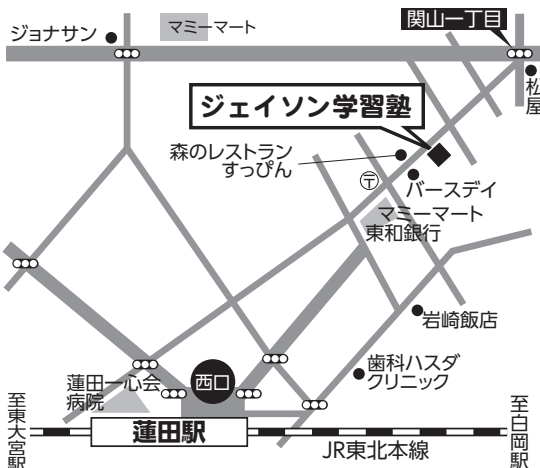 関山一丁目
ジョナサン
マミーマート
松屋
ジェイソン学習塾
森のレストラン
すっぴん
〒
バースデイ
マミーマート
東和銀行
岩崎飯店
歯科ハスダ
クリニック
西口
蓮田一心会
病院
至東大宮駅
蓮田駅
JR東北本線
至白岡駅